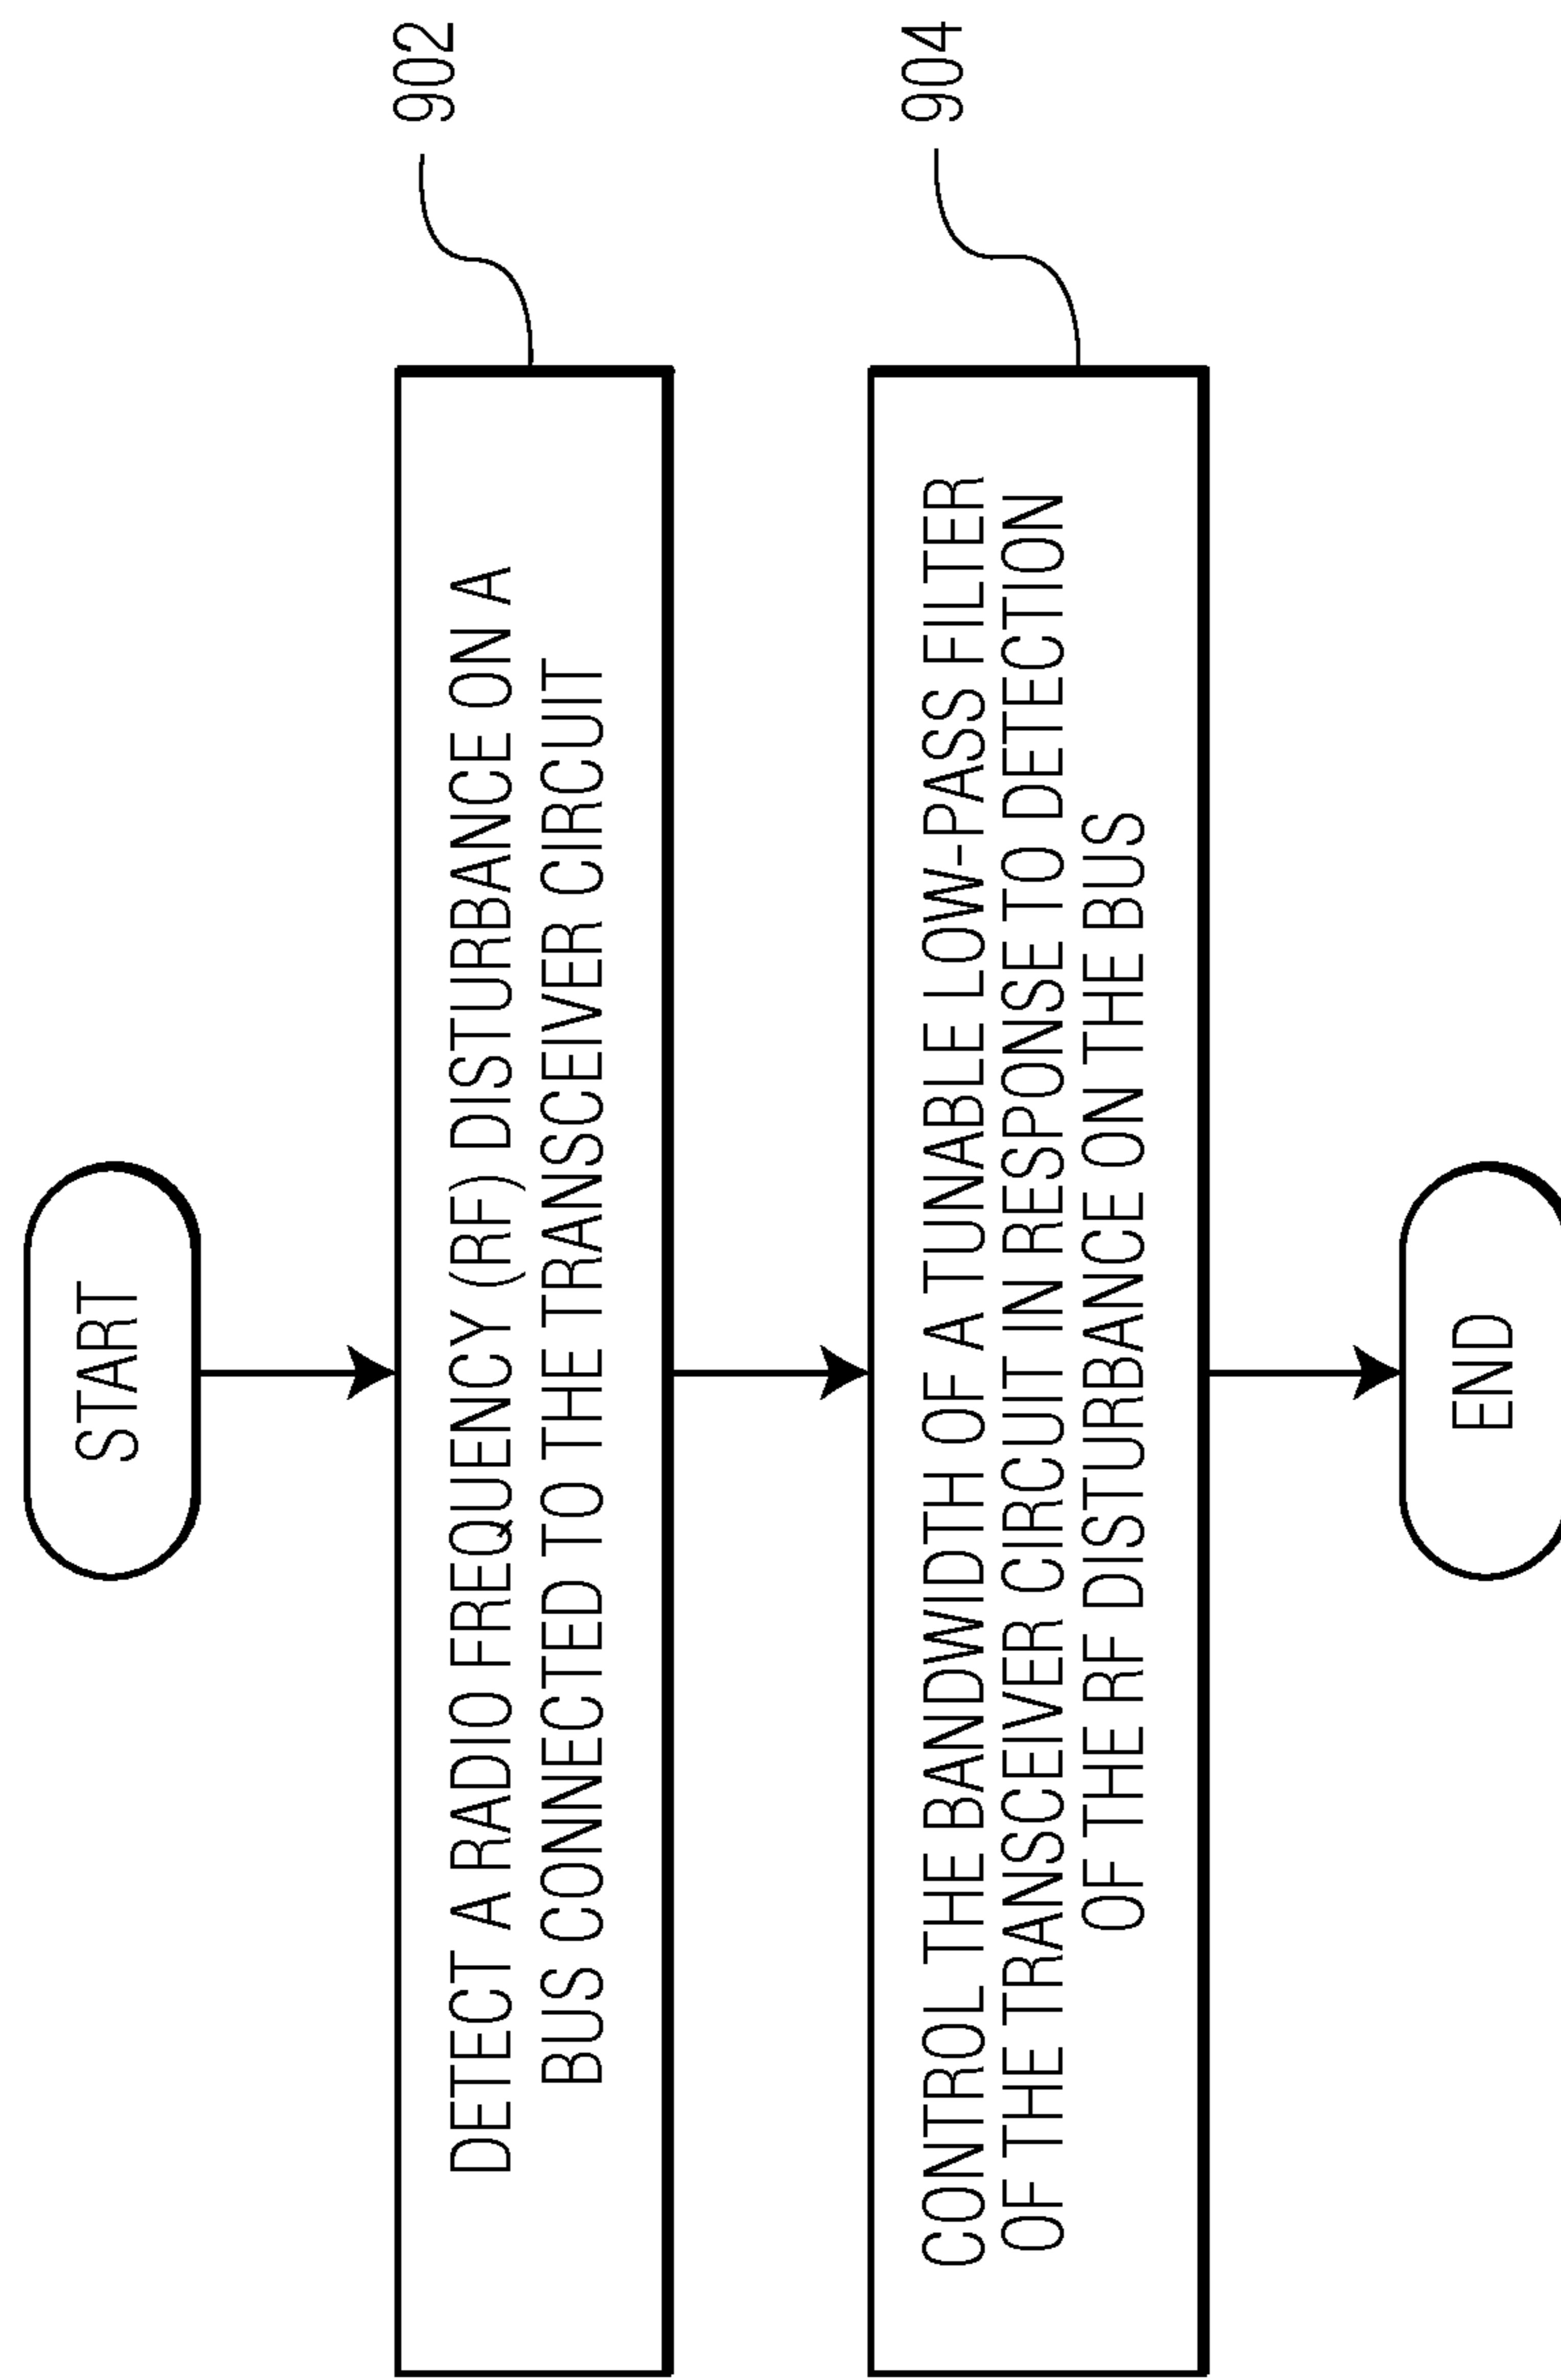 START
DETECT A RADIO FREQUENCY (RF) DISTURBANCE ON A
BUS CONNECTED TO THE TRANSCEIVER CIRCUIT
902
CONTROL THE BANDWIDTH OF A TUNABLE LOW-PASS FILTER
OF THE TRANSCEIVER CIRCUIT IN RESPONSE TO DETECTION
OF THE RF DISTURBANCE ON THE BUS
904
END